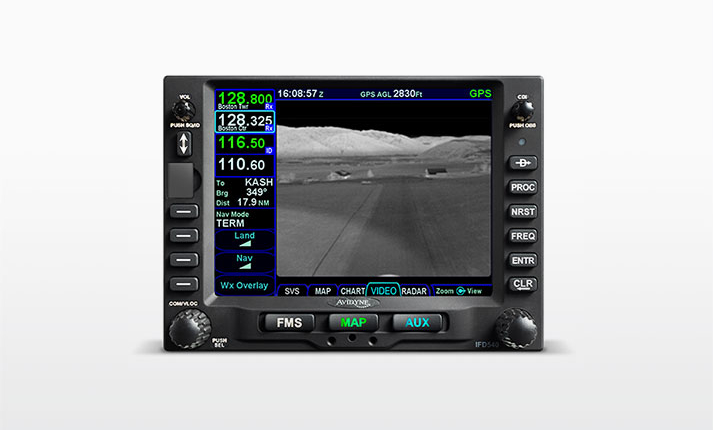 VOL
PUSH SQ/ID
128.800
Boston Twr Rx
128.325
Boston Ctr Rx
116.50
ID
110.60
To KASH
Brg 349°
Dist 17.9 NM
Nav Mode
TERM
Land
Nav
Wx Overlay
16:08:57 Z GPS AGL 2830Ft GPS
SVS MAP CHART VIDEO RADAR Zoom View
CDI
PUSH OBS
D
PROC
NRST
FREQ
ENTR
CLR
COM/VLOC
PUSH
SEL
AVIDYNE
FMS MAP AUX
IFD540